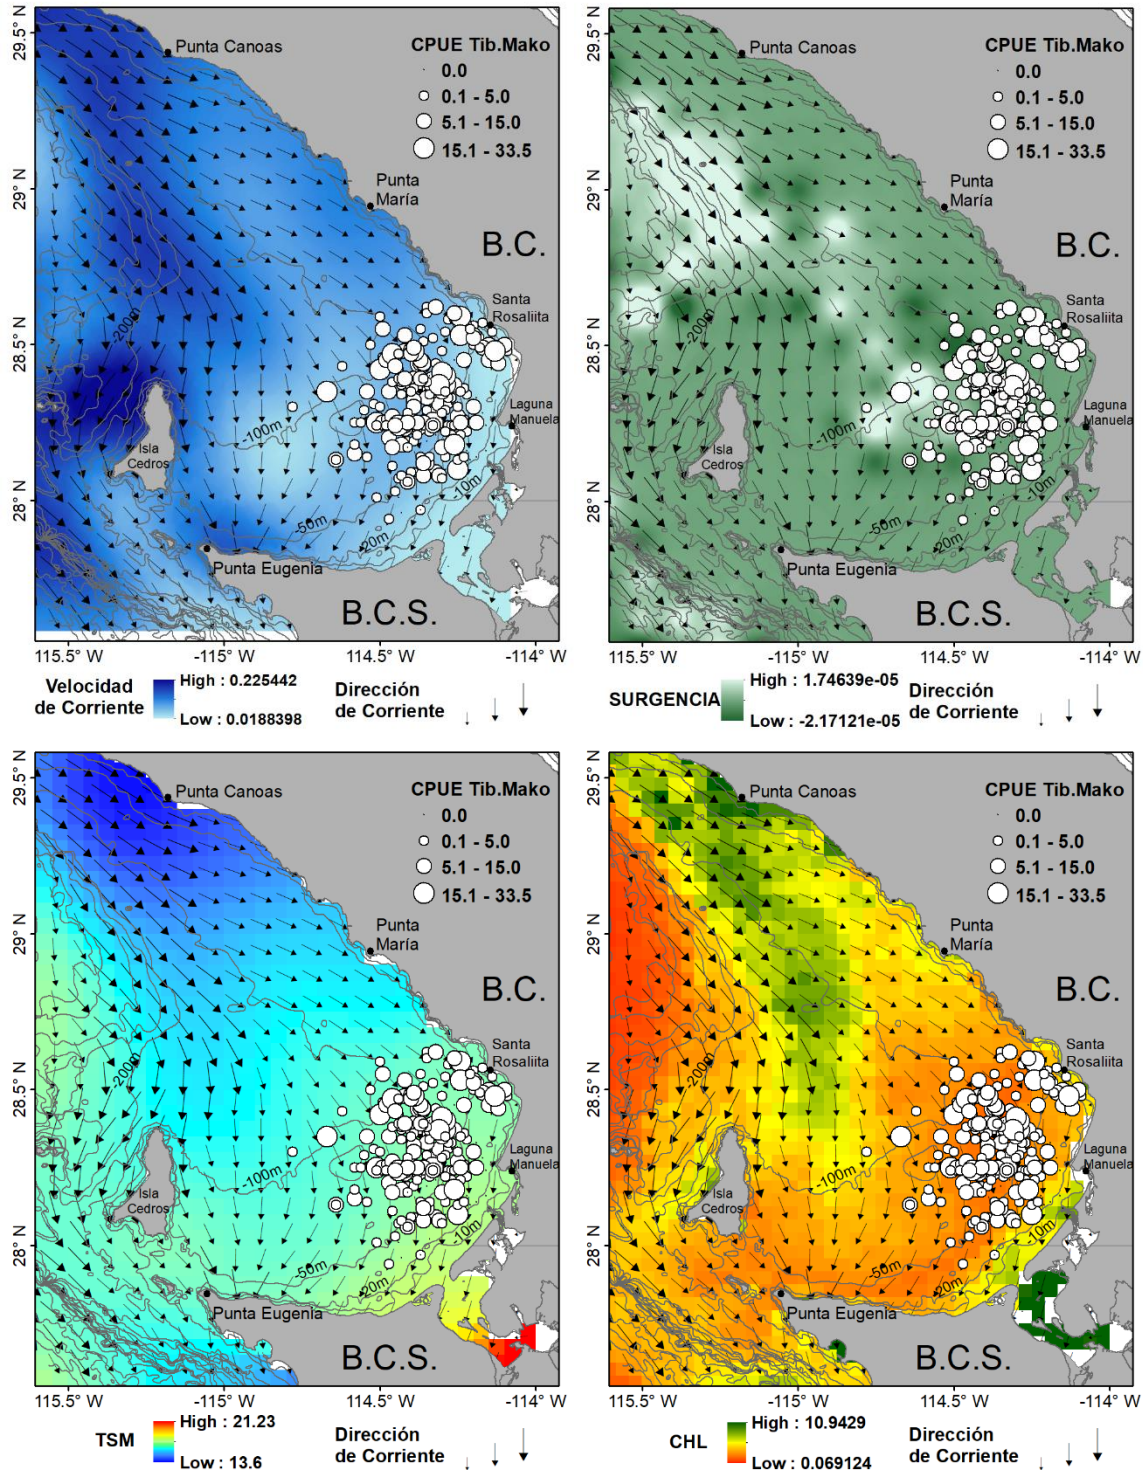 29.5° N
29° N
28.5° N
28° N
Punta Canoas
CPUE Tib.Mako
0.0
0.1 - 5.0
5.1 - 15.0
15.1 - 33.5
Punta
María
B.C.
Santa
Rosaliita
-200m
Laguna
Manuela
-100m
Isla
Cedros
-10m
-50m
-20m
Punta Eugenia
B.C.S.
115.5° W
-115° W
114.5° W
-114° W
Velocidad
de Corriente
High : 0.225442
Low : 0.0188398
Dirección
de Corriente
29.5° N
29° N
28.5° N
28° N
Punta Canoas
CPUE Tib.Mako
0.0
0.1 - 5.0
5.1 - 15.0
15.1 - 33.5
Punta
María
B.C.
Santa
Rosaliita
-200m
Laguna
Manuela
-100m
Isla
Cedros
-10m
-50m
-20m
Punta Eugenia
B.C.S.
115.5° W
-115° W
114.5° W
-114° W
SURGENCIA
High : 1.74639e-05
Low : -2.17121e-05
Dirección
de Corriente
29.5° N
29° N
28.5° N
28° N
Punta Canoas
CPUE Tib.Mako
0.0
0.1 - 5.0
5.1 - 15.0
15.1 - 33.5
Punta
María
B.C.
Santa
Rosaliita
-200m
Laguna
Manuela
-100m
Isla
Cedros
-10m
-50m
-20m
Punta Eugenia
B.C.S.
115.5° W
-115° W
114.5° W
-114° W
TSM
High : 21.23
Low : 13.6
Dirección
de Corriente
29.5° N
29° N
28.5° N
28° N
Punta Canoas
CPUE Tib.Mako
0.0
0.1 - 5.0
5.1 - 15.0
15.1 - 33.5
Punta
María
B.C.
Santa
Rosaliita
-200m
Laguna
Manuela
-100m
Isla
Cedros
-10m
-50m
-20m
Punta Eugenia
B.C.S.
115.5° W
-115° W
114.5° W
-114° W
CHL
High : 10.9429
Low : 0.069124
Dirección
de Corriente